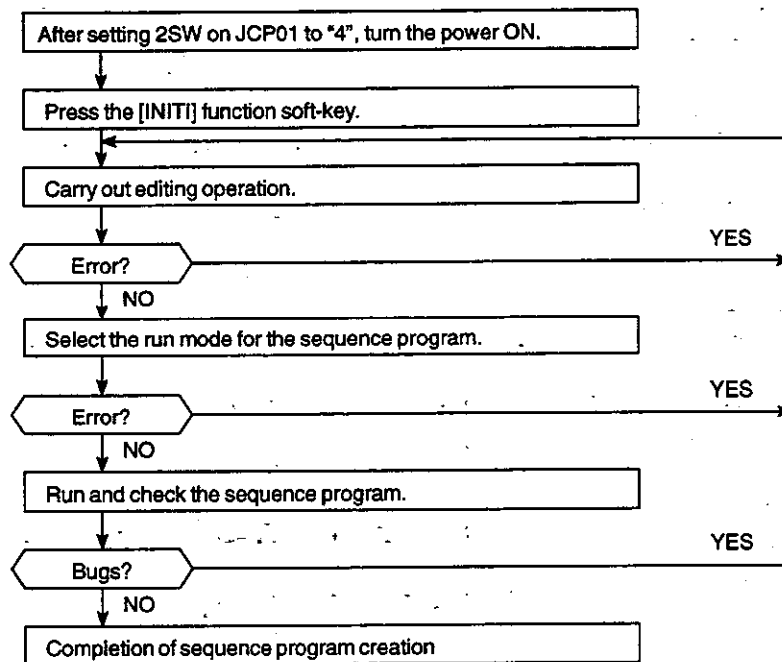 After setting 2SW on JCP01 to “4”, turn the power ON.
Press the [INITI] function soft-key.
Carry out editing operation.
YES
Error?
NO
Select the run mode for the sequence program.
YES
Error?
NO
Run and check the sequence program.
YES
Bugs?
NO
Completion of sequence program creation